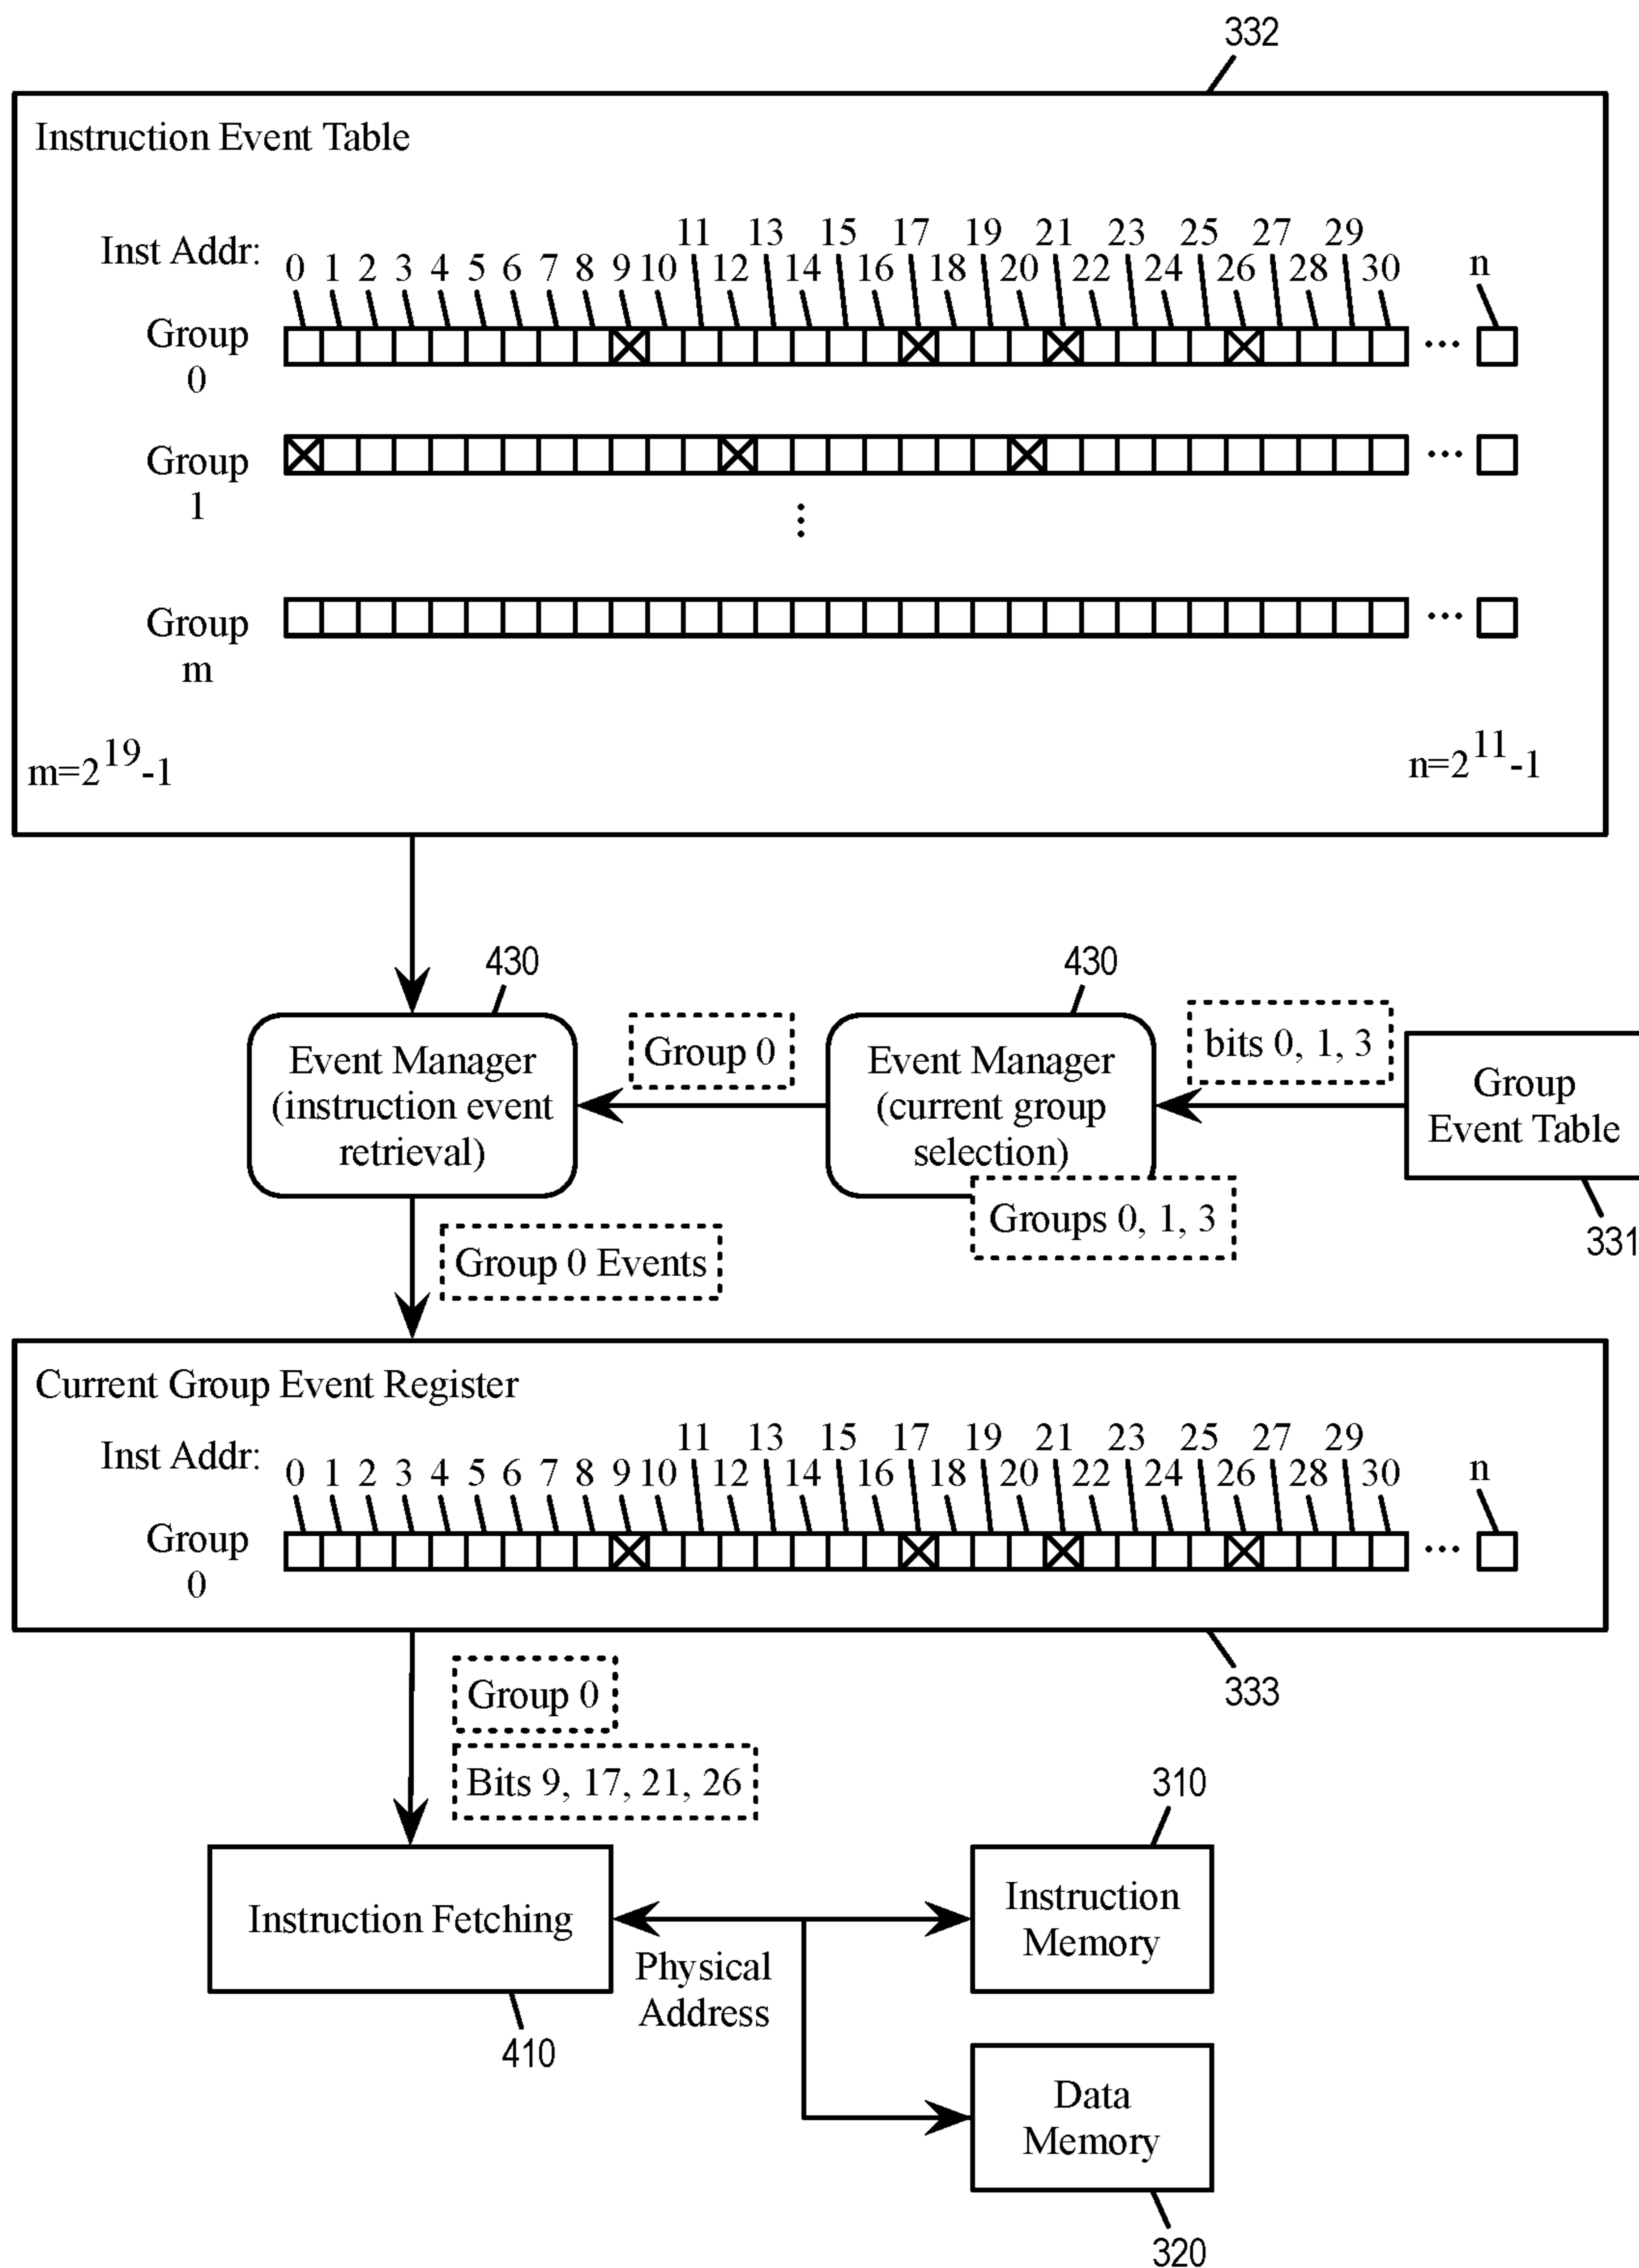 332
Instruction Event Table
11 13 15 17 19 21 23 25 27 29
Inst Addr: 0 1 2 3 4 5 6 7 8 9 10 12 14 16 18 20 22 24 26 28 30 n
Group
0
...
Group
1
...
Group
m
...
m=2^19-1
n=2^11-1
430
430
Event Manager
(instruction event
retrieval)
Group 0
Event Manager
(current group
selection)
bits 0, 1, 3
Group
Event Table
Groups 0, 1, 3
331
Group 0 Events
Current Group Event Register
11 13 15 17 19 21 23 25 27 29
Inst Addr: 0 1 2 3 4 5 6 7 8 9 10 12 14 16 18 20 22 24 26 28 30 n
Group
0
...
333
Group 0
Bits 9, 17, 21, 26
310
Instruction Fetching
Instruction
Memory
Physical
Address
410
Data
Memory
320